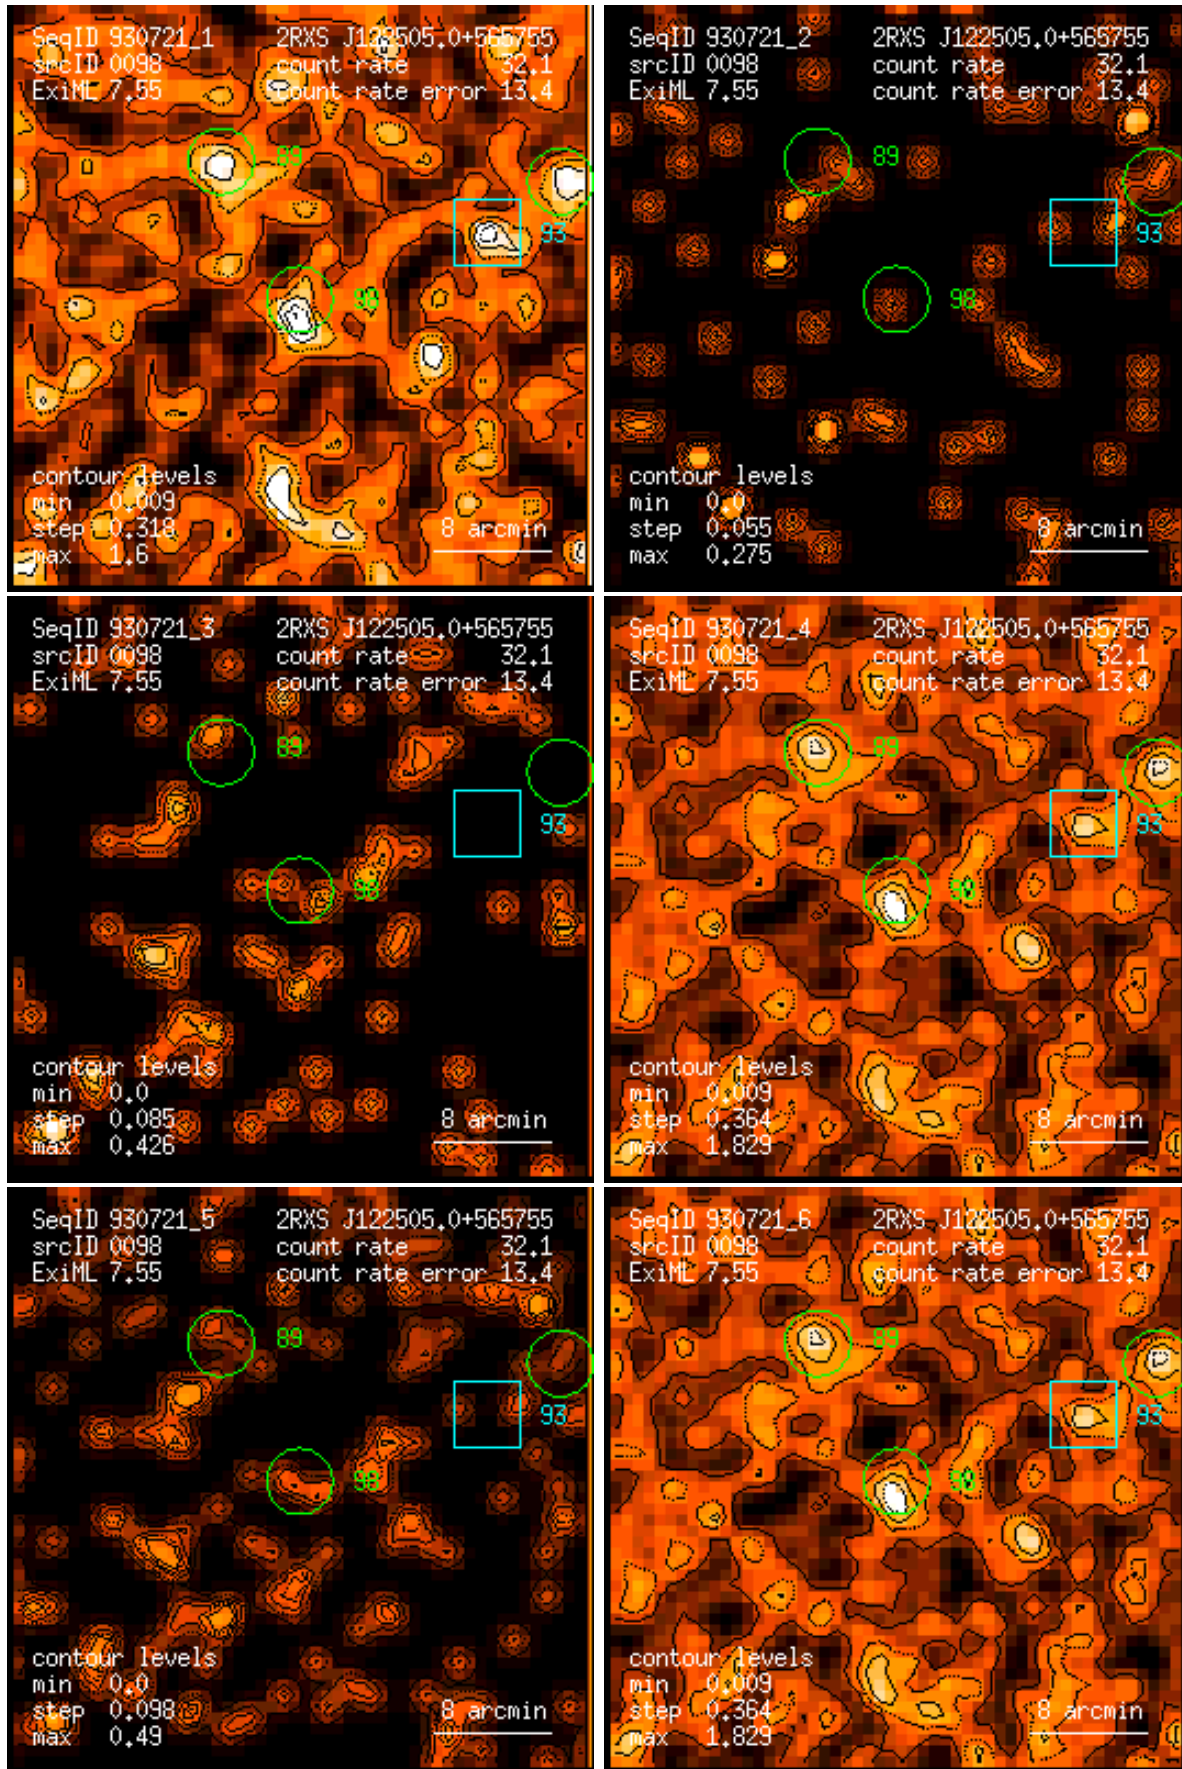 SeqID 930721_1 2RXS J122505.0+565755
srcID 0098 count rate 32.1
ExiML 7.55 count rate error 13.4
89
93
98
contour levels
min 0.009
step 0.318
max 1.6
8 arcmin
SeqID 930721_2 2RXS J122505.0+565755
srcID 0098 count rate 32.1
ExiML 7.55 count rate error 13.4
89
93
98
contour levels
min 0.0
step 0.055
max 0.275
8 arcmin
SeqID 930721_3 2RXS J122505.0+565755
srcID 0098 count rate 32.1
ExiML 7.55 count rate error 13.4
89
93
98
contour levels
min 0.0
step 0.085
max 0.426
8 arcmin
SeqID 930721_4 2RXS J122505.0+565755
srcID 0098 count rate 32.1
ExiML 7.55 count rate error 13.4
89
93
98
contour levels
min 0.009
step 0.364
max 1.829
8 arcmin
SeqID 930721_5 2RXS J122505.0+565755
srcID 0098 count rate 32.1
ExiML 7.55 count rate error 13.4
89
93
98
contour levels
min 0.0
step 0.098
max 0.49
8 arcmin
SeqID 930721_6 2RXS J122505.0+565755
srcID 0098 count rate 32.1
ExiML 7.55 count rate error 13.4
89
93
98
contour levels
min 0.009
step 0.364
max 1.829
8 arcmin